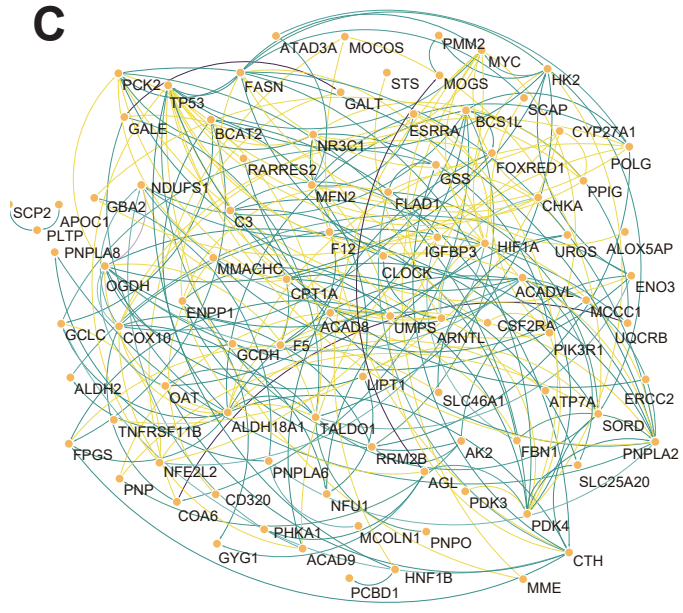 C
ATAD3A
MOCOS
PMM2
MYC
HK2
PCK2
TP53
FASN
STS
MOGS
GALT
SCAP
GALE
BCAT2
ESRRA
BCS1L
CYP27A1
NR3C1
POLG
RARRES2
FOXRED1
GSS
PPIG
NDUFS1
MFN2
FLAD1
SCP2
GBA2
CHKA
APOC1
C3
PLTP
F12
IGFBP3
HIF1A
UROS
ALOX5AP
PNPLA8
MMACHC
CLOCK
OGDH
CPT1A
ACADVL
ENO3
ENPP1
MCCC1
GCLC
COX10
ACAD8
UMPS
ARNTL
CSF2RA
UQCRB
GCDH
F5
PIK3R1
ALDH2
OAT
LIPT1
SLC46A1
ATP7A
ERCC2
TNFRSF11B
ALDH18A1
TALDO1
SORD
FPGS
RRM2B
AK2
FBN1
PNPLA2
NFE2L2
PNPLA6
AGL
SLC25A20
PNP
CD320
NFU1
PDK3
COA6
PDK4
PHKA1
MCOLN1
PNPO
GYG1
ACAD9
CTH
HNF1B
PCBD1
MME